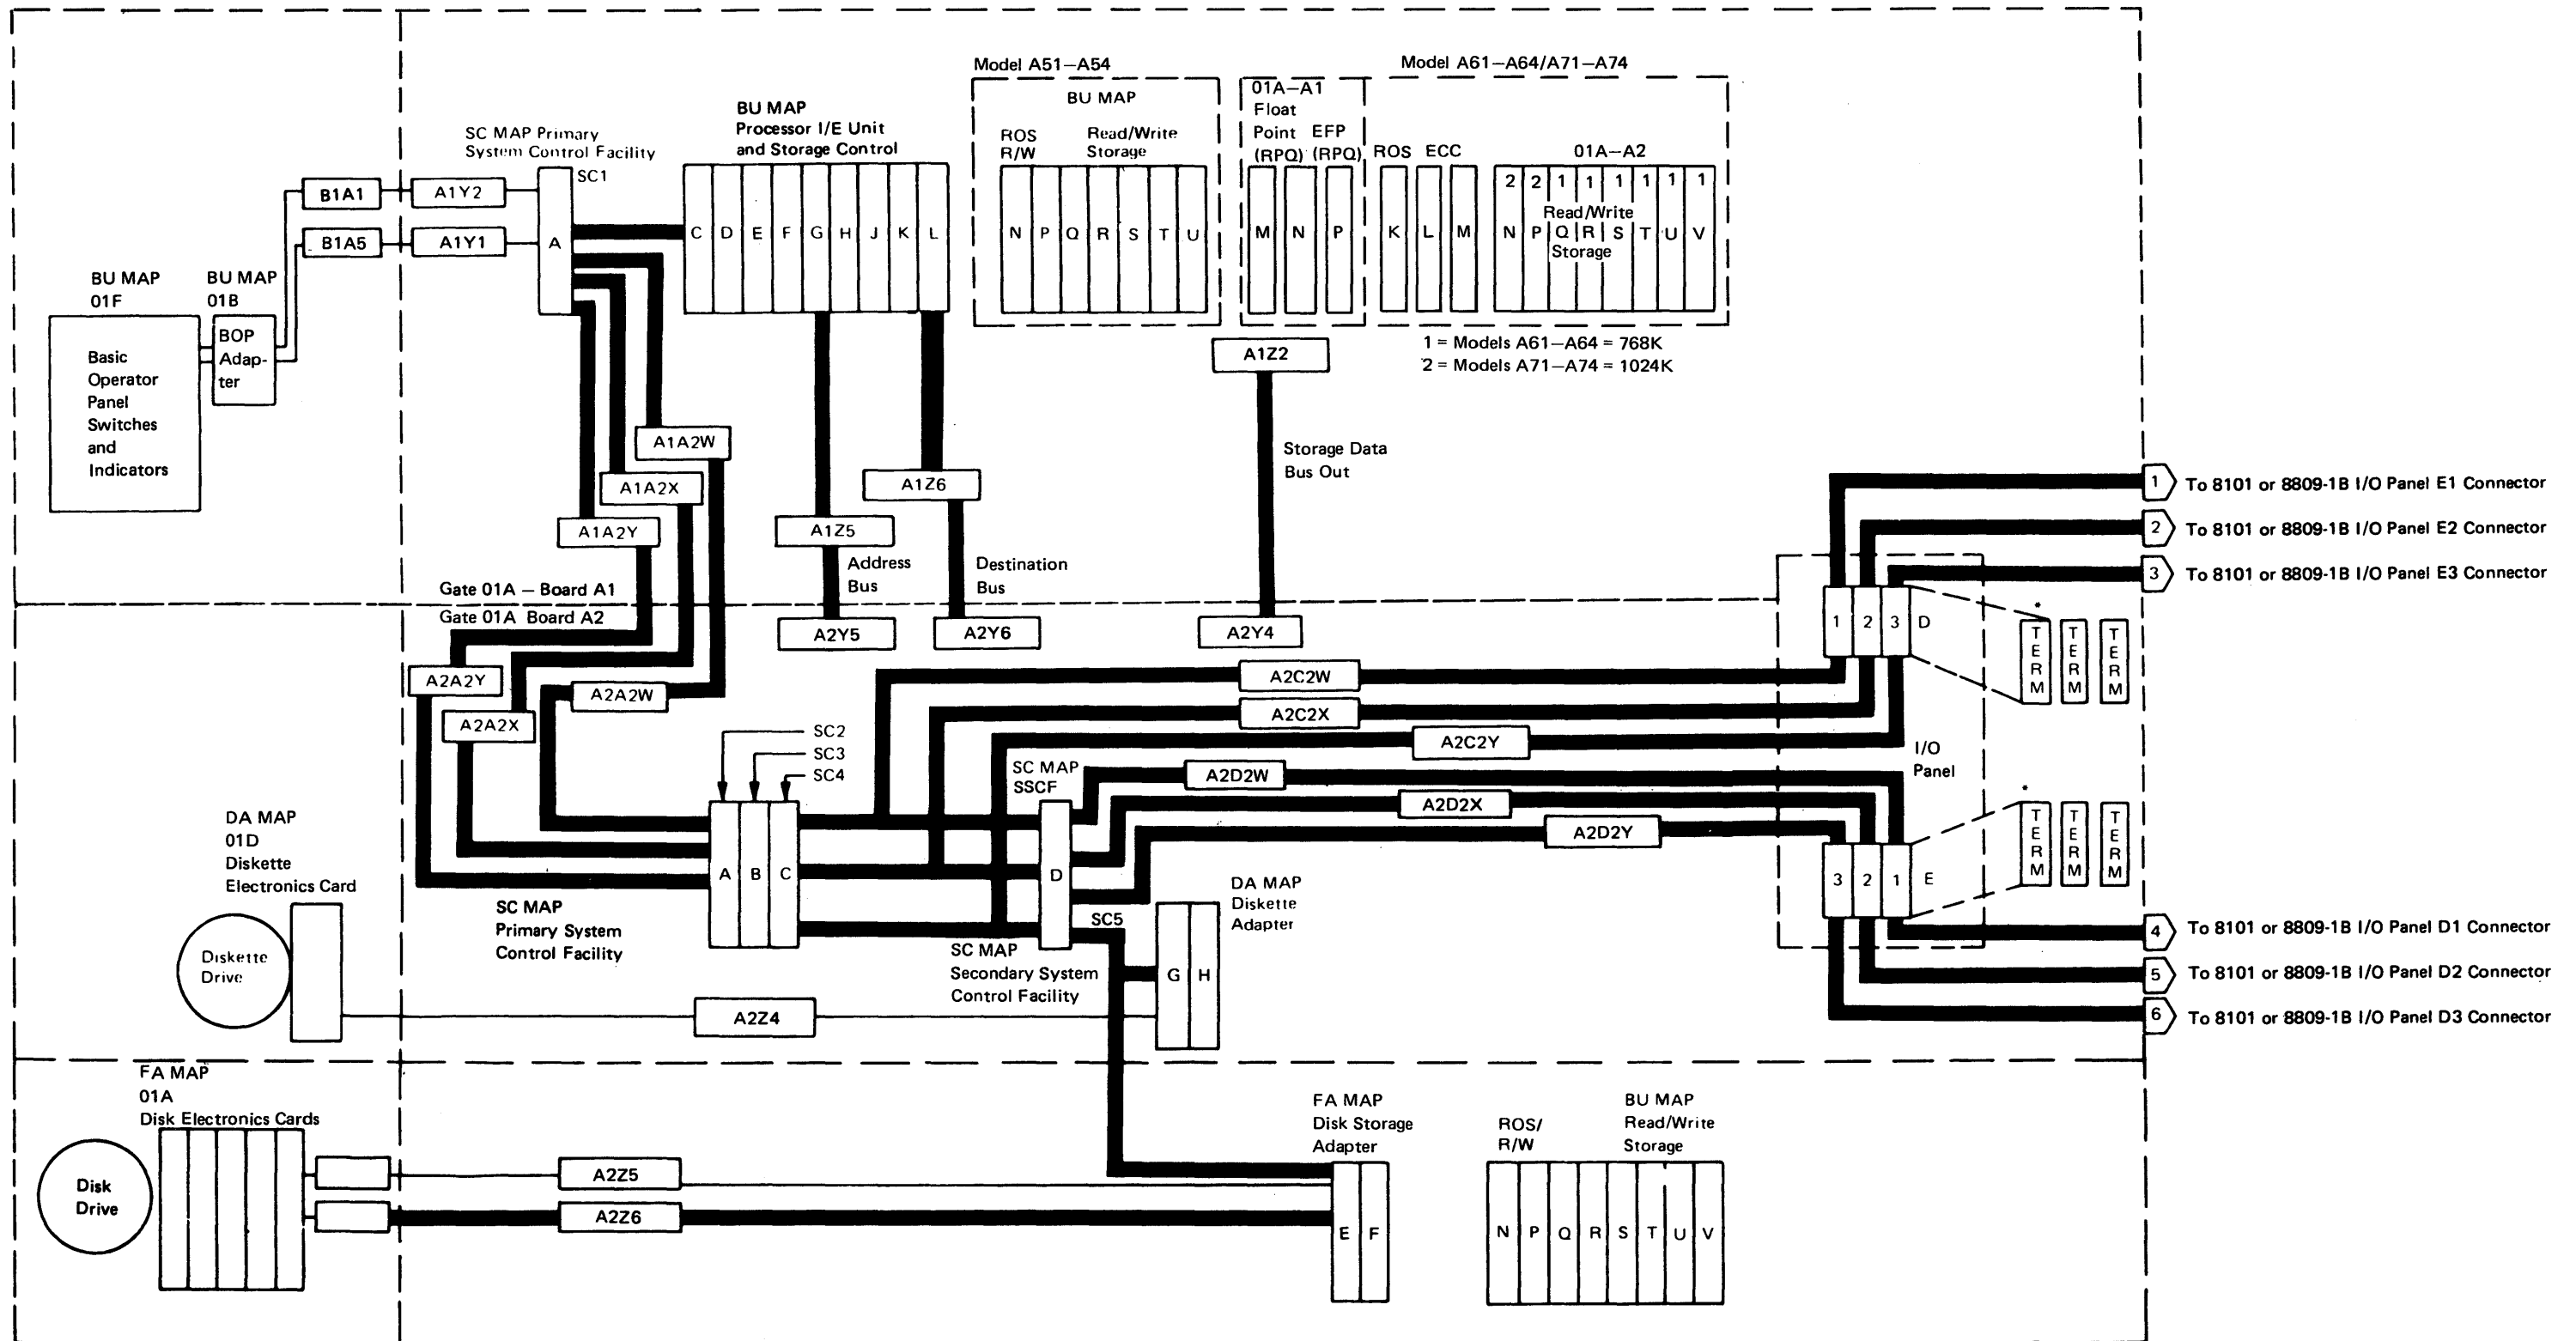 Model A51—A54
Model A61—A64/A71—A74
BU MAP
01A—A1
Float
Point EFP
(RPQ) (RPQ)
ROS ECC
01A—A2
ROS
R/W
Read/Write
Storage
BU MAP
Processor I/E Unit
and Storage Control
SC MAP Primary
System Control Facility
SC1
B1A1
A1Y2
B1A5
A1Y1
A
C D E F G H J K L
N P Q R S T U
M N P
K L M
2 2 1 1 1 1 1 1
Read/Write
N P Q R S T U V
Storage
1 = Models A61—A64 = 768K
2 = Models A71—A74 = 1024K
BU MAP
01F
BU MAP
01B
BOP
Adap-
ter
Basic
Operator
Panel
Switches
and
Indicators
A1Z2
A1A2W
A1A2X
A1A2Y
A1Z6
A1Z5
Storage Data
Bus Out
Address
Bus
Destination
Bus
1 To 8101 or 8809-1B I/O Panel E1 Connector
2 To 8101 or 8809-1B I/O Panel E2 Connector
3 To 8101 or 8809-1B I/O Panel E3 Connector
Gate 01A — Board A1
Gate 01A Board A2
A2Y5
A2Y6
A2Y4
1 2 3 D
*
TERM
TERM
TERM
A2A2Y
A2A2W
A2A2X
A2C2W
A2C2X
A2C2Y
SC2
SC3
SC4
SC MAP
SSCF
A2D2W
A2D2X
A2D2Y
I/O
Panel
*
TERM
TERM
TERM
DA MAP
01D
Diskette
Electronics Card
A B C
D
3 2 1 E
SC MAP
Primary System
Control Facility
SC5
DA MAP
Diskette
Adapter
SC MAP
Secondary System
Control Facility
G H
Diskette
Drive
A2Z4
4 To 8101 or 8809-1B I/O Panel D1 Connector
5 To 8101 or 8809-1B I/O Panel D2 Connector
6 To 8101 or 8809-1B I/O Panel D3 Connector
FA MAP
01A
Disk Electronics Cards
Disk
Drive
A2Z5
A2Z6
FA MAP
Disk Storage
Adapter
E F
ROS/
R/W
BU MAP
Read/Write
Storage
N P Q R S T U V